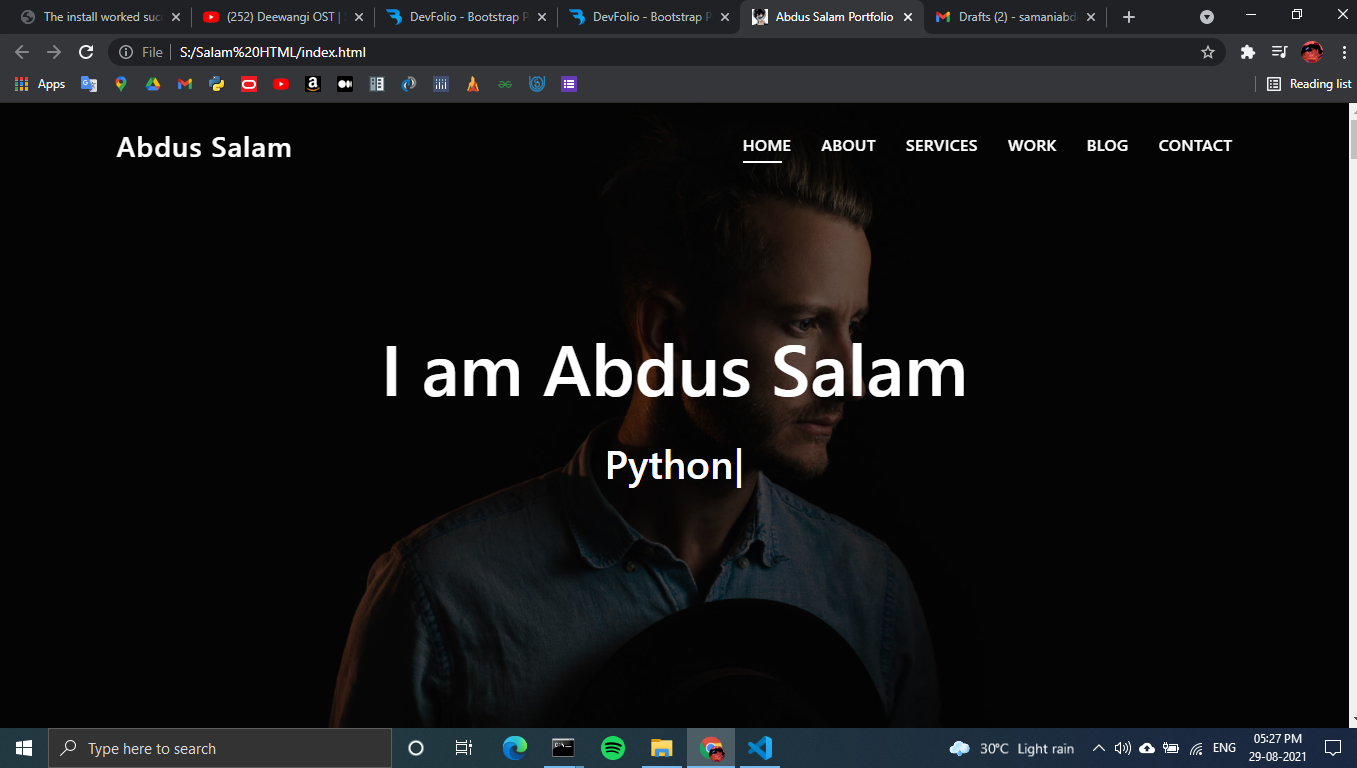 The install worked suc
(252) Deewangi OST |
DevFolio - Bootstrap P
DevFolio - Bootstrap P
Abdus Salam Portfolio
Drafts (2) - samaniabd
File
S:/Salam%20HTML/index.html
Apps
Reading list
Abdus Salam
HOME
ABOUT
SERVICES
WORK
BLOG
CONTACT
I am Abdus Salam
Python|
Type here to search
30°C Light rain
ENG
05:27 PM
29-08-2021